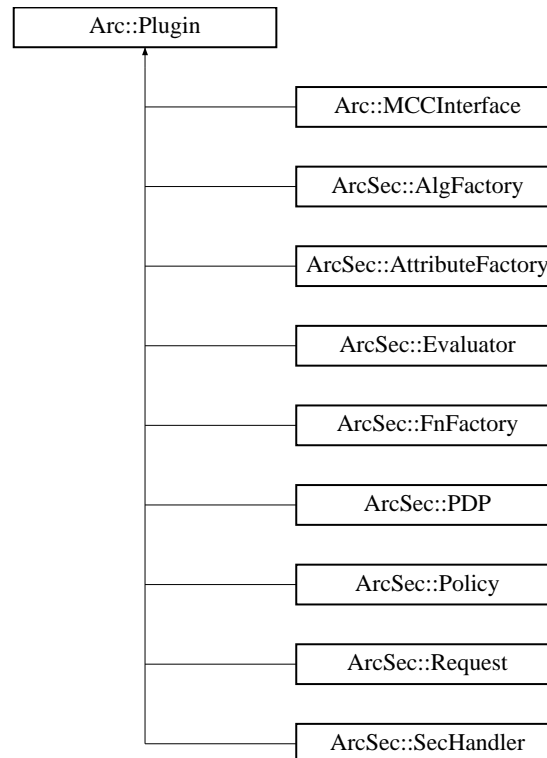 Arc::Plugin
Arc::MCCInterface
ArcSec::AlgFactory
ArcSec::AttributeFactory
ArcSec::Evaluator
ArcSec::FnFactory
ArcSec::PDP
ArcSec::Policy
ArcSec::Request
ArcSec::SecHandler